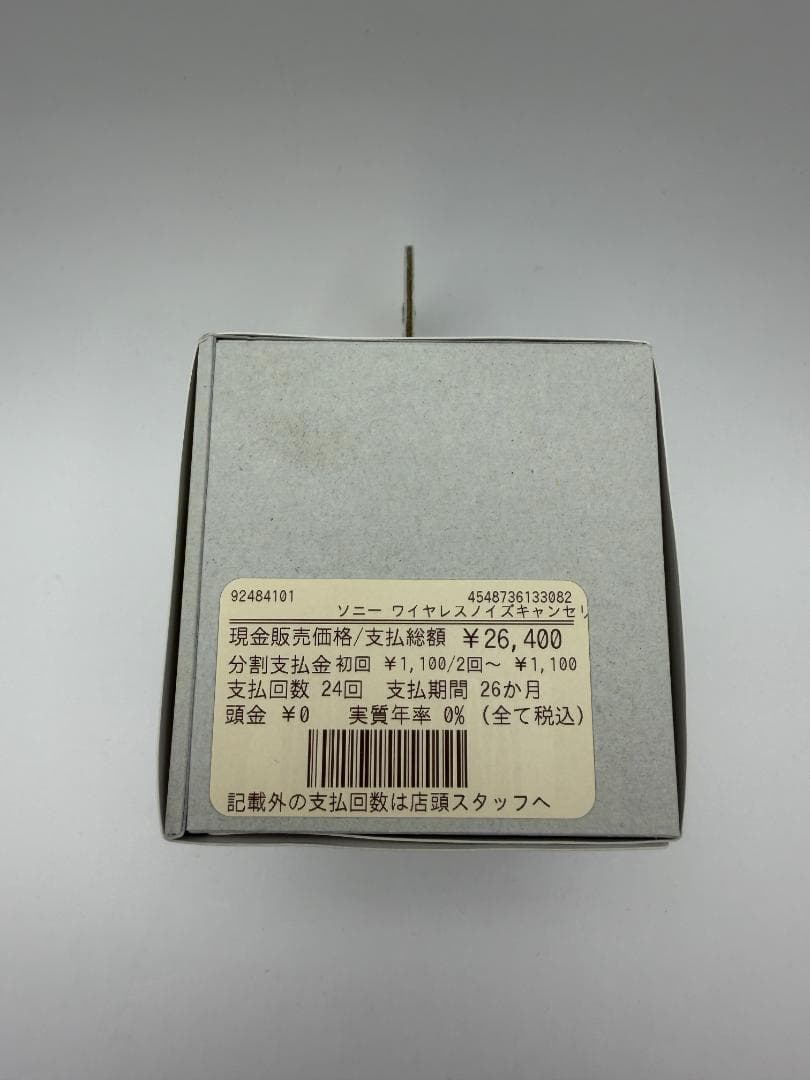 92484101 4548736133082
ソニー ワイヤレスノイズキャンセリ
現金販売価格/支払総額 ¥26,400
分割支払金 初回 ¥1,100/2回～ ¥1,100
支払回数 24回 支払期間 26か月
頭金 ¥0 実質年率 0% (全て税込)
記載外の支払回数は店頭スタッフへ